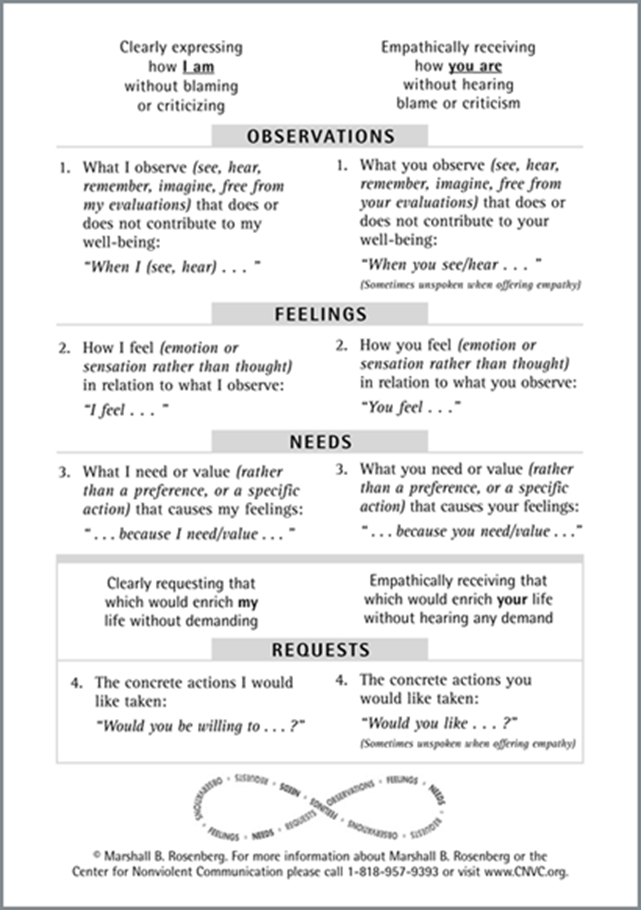 Clearly expressing
how I am
without blaming
or criticizing
Empathically receiving
how you are
without hearing
blame or criticism
OBSERVATIONS
1. What I observe (see, hear,
remember, imagine, free from
my evaluations) that does or
does not contribute to my
well-being:
“When I (see, hear) . . . ”
1. What you observe (see, hear,
remember, imagine, free from
your evaluations) that does or
does not contribute to your
well-being:
“When you see/hear . . . ”
(Sometimes unspoken when offering empathy)
FEELINGS
2. How I feel (emotion or
sensation rather than thought)
in relation to what I observe:
“I feel . . . ”
2. How you feel (emotion or
sensation rather than thought)
in relation to what you observe:
“You feel . . .”
NEEDS
3. What I need or value (rather
than a preference, or a specific
action) that causes my feelings:
“ . . . because I need/value . . . ”
3. What you need or value (rather
than a preference, or a specific
action) that causes your feelings:
“ . . . because you need/value . . .”
Clearly requesting that
which would enrich my
life without demanding
Empathically receiving that
which would enrich your life
without hearing any demand
REQUESTS
4. The concrete actions I would
like taken:
“Would you be willing to . . . ?”
4. The concrete actions you
would like taken:
“Would you like . . . ?”
(Sometimes unspoken when offering empathy)
OBSERVATIONS • FEELINGS • NEEDS • REQUESTS • OBSERVATIONS • FEELINGS • NEEDS • REQUESTS • OBSERVATIONS • FEELINGS • NEEDS • REQUESTS
© Marshall B. Rosenberg. For more information about Marshall B. Rosenberg or the
Center for Nonviolent Communication please call 1-818-957-9393 or visit www.CNVC.org.